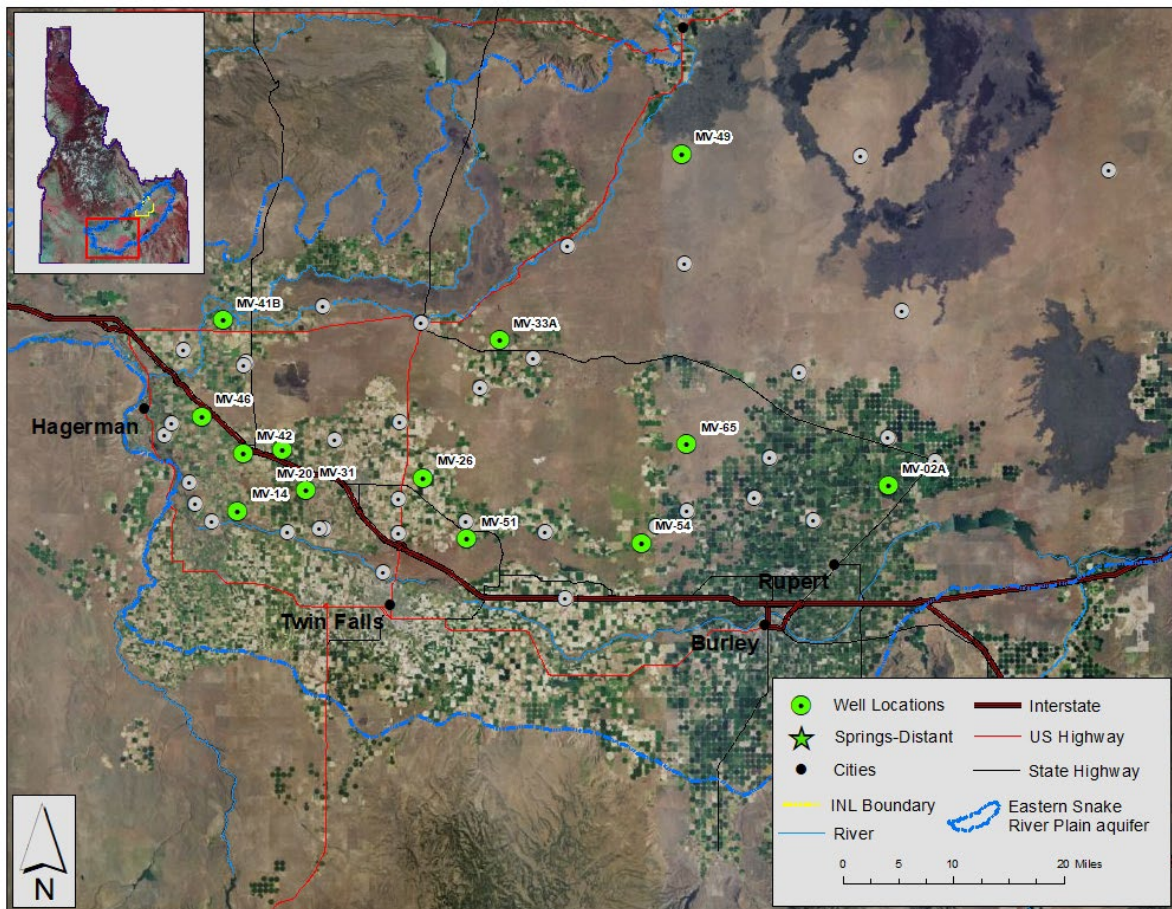 MV-49
MV-41B
MV-33A
Hagerman
MV-46
MV-42
MV-65
MV-26
MV-20
MV-31
MV-02A
MV-14
MV-51
MV-54
Rupert
Twin Falls
Burley
Well Locations
Interstate
Springs-Distant
US Highway
Cities
State Highway
INL Boundary
Eastern Snake
River Plain aquifer
River
0 5 10 20 Miles
N